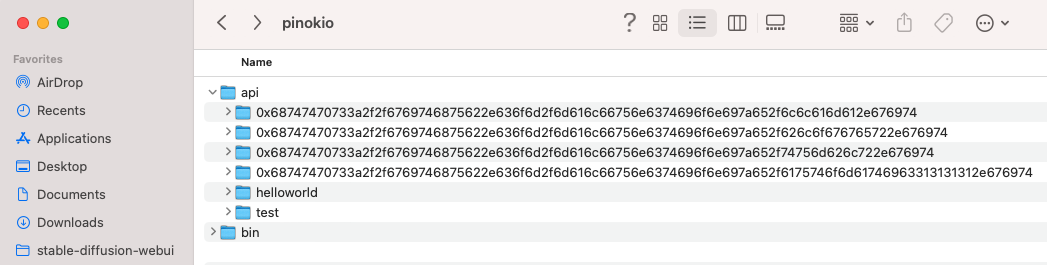 pinokio
Favorites
AirDrop
Recents
Applications
Desktop
Documents
Downloads
stable-diffusion-webui
Name
api
0x68747470733a2f2f6769746875622e636f6d2f6d616c66756e6374696f6e697a652f6c6c616d612e676974
0x68747470733a2f2f6769746875622e636f6d2f6d616c66756e6374696f6e697a652f626c6f676765722e676974
0x68747470733a2f2f6769746875622e636f6d2f6d616c66756e6374696f6e697a652f74756d626c722e676974
0x68747470733a2f2f6769746875622e636f6d2f6d616c66756e6374696f6e697a652f6175746f6d61746963313131312e676974
helloworld
test
bin